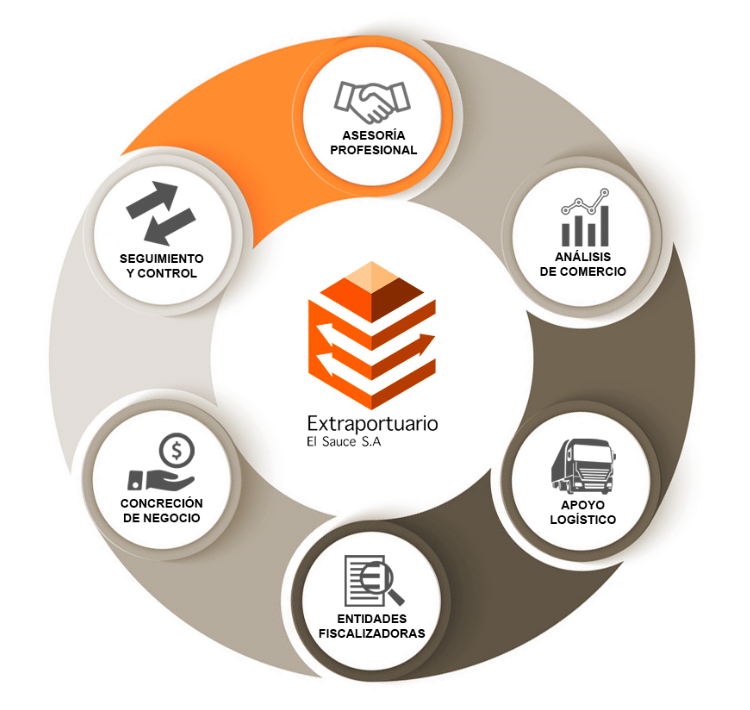 ASESORÍA
PROFESIONAL
ANÁLISIS
DE COMERCIO
APOYO
LOGÍSTICO
ENTIDADES
FISCALIZADORAS
CONCRECIÓN
DE NEGOCIO
$
SEGUIMIENTO
Y CONTROL
Extraportuario
El Sauce S.A